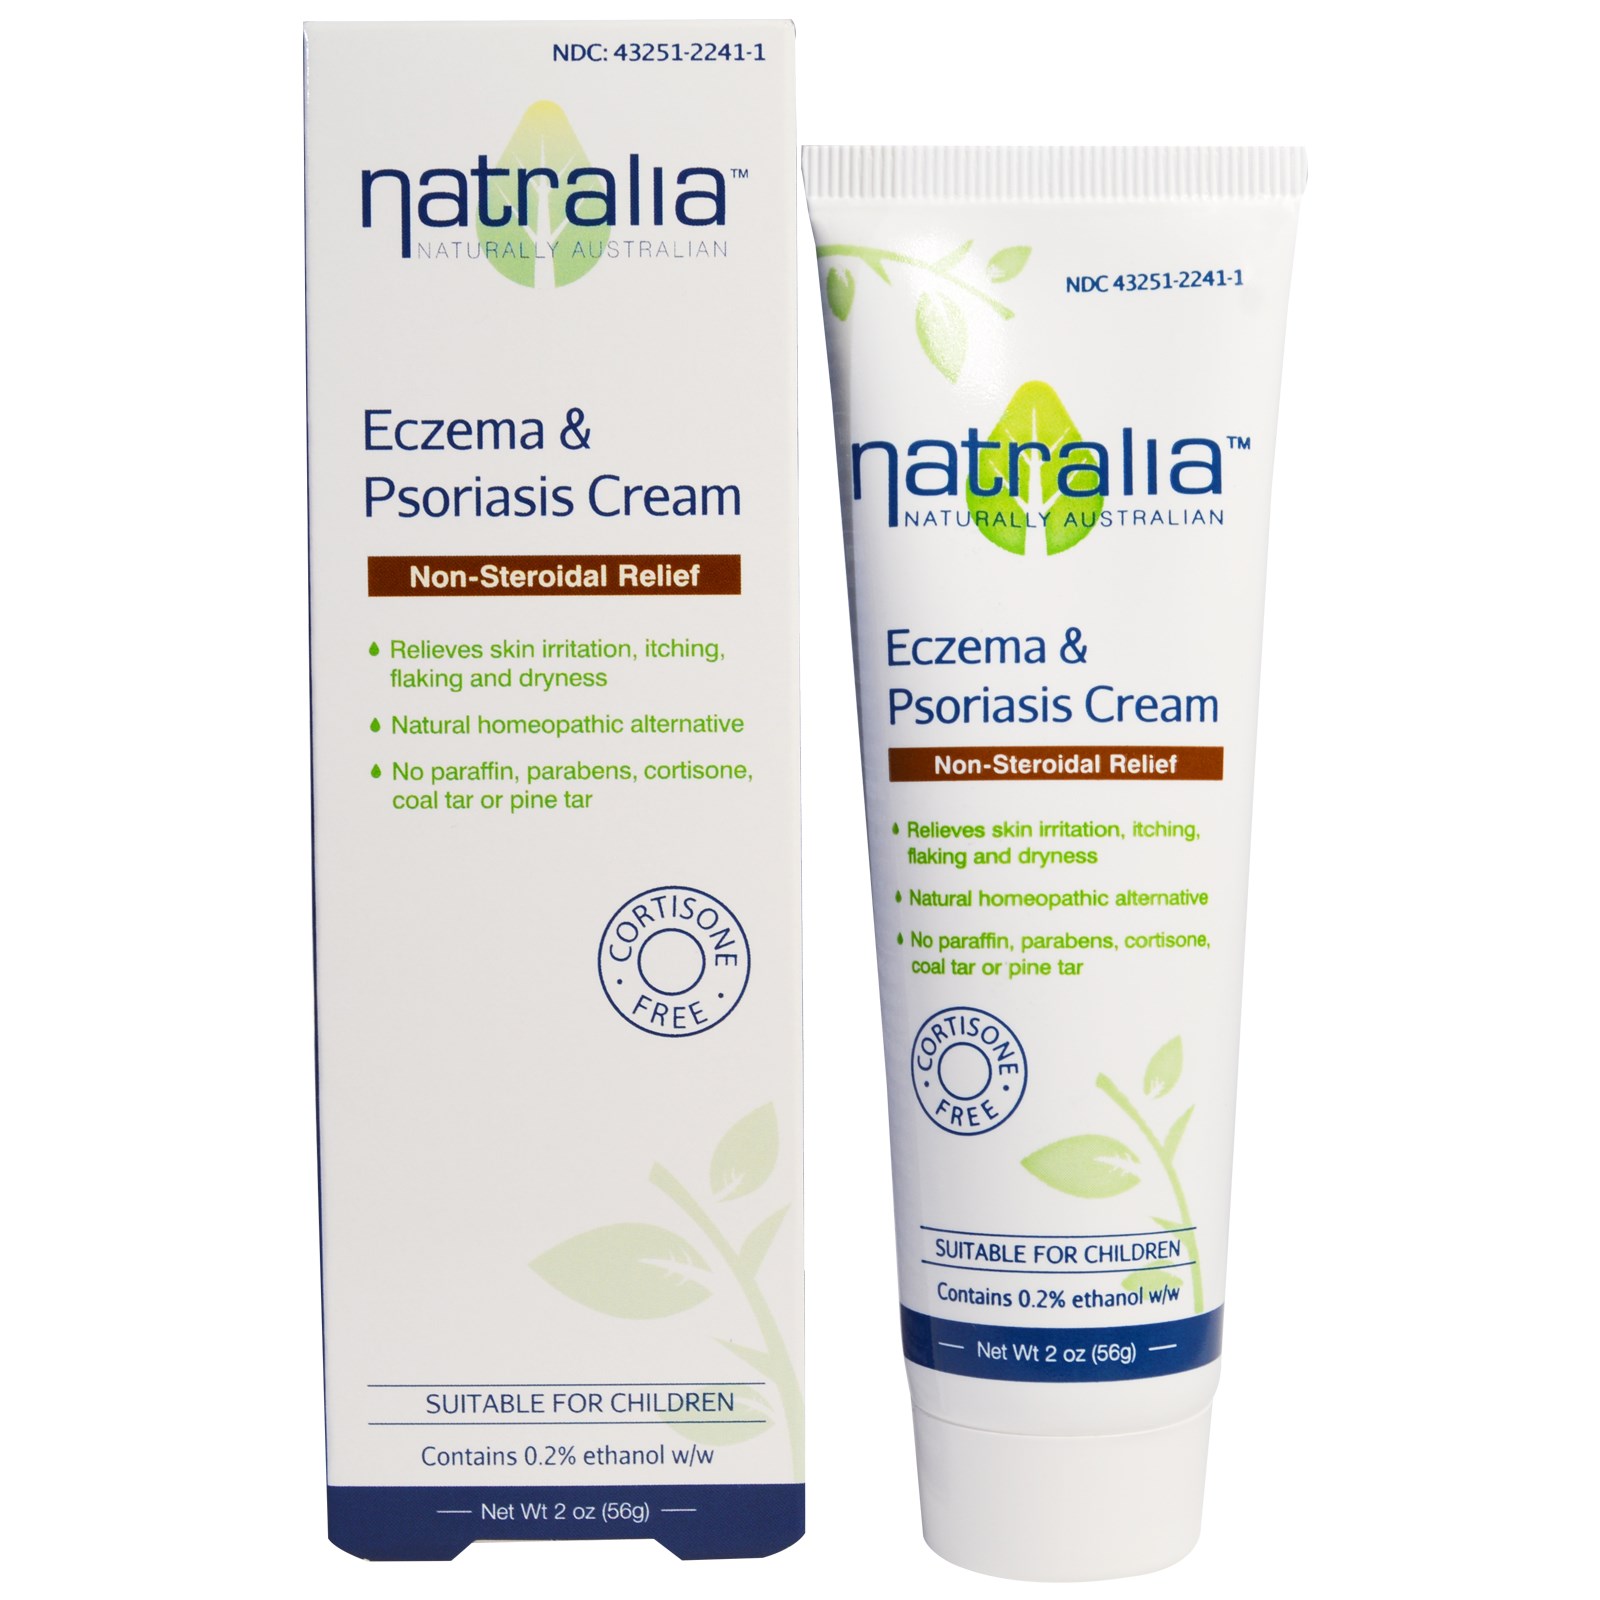 NDC: 43251-2241-1
natralia™
NATURALLY AUSTRALIAN
Eczema &
Psoriasis Cream
Non-Steroidal Relief
Relieves skin irritation, itching,
flaking and dryness
Natural homeopathic alternative
No paraffin, parabens, cortisone,
coal tar or pine tar
CORTISONE
• FREE •
SUITABLE FOR CHILDREN
Contains 0.2% ethanol w/w
Net Wt 2 oz (56g)
NDC 43251-2241-1
natralia™
NATURALLY AUSTRALIAN
Eczema &
Psoriasis Cream
Non-Steroidal Relief
Relieves skin irritation, itching,
flaking and dryness
Natural homeopathic alternative
No paraffin, parabens, cortisone,
coal tar or pine tar
CORTISONE
• FREE •
SUITABLE FOR CHILDREN
Contains 0.2% ethanol w/w
Net Wt 2 oz (56g)